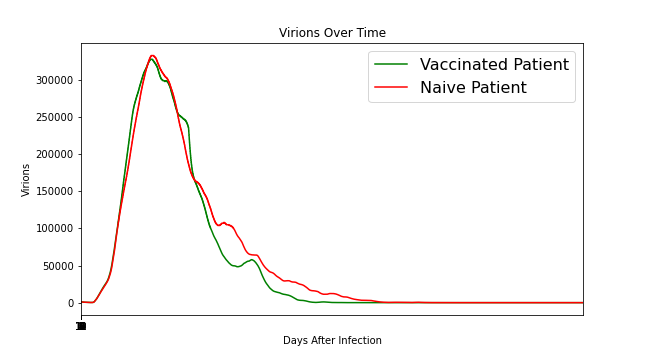 Virions Over Time
Vaccinated Patient
Naive Patient
300000
250000
200000
150000
100000
50000
0
Virions
Days After Infection